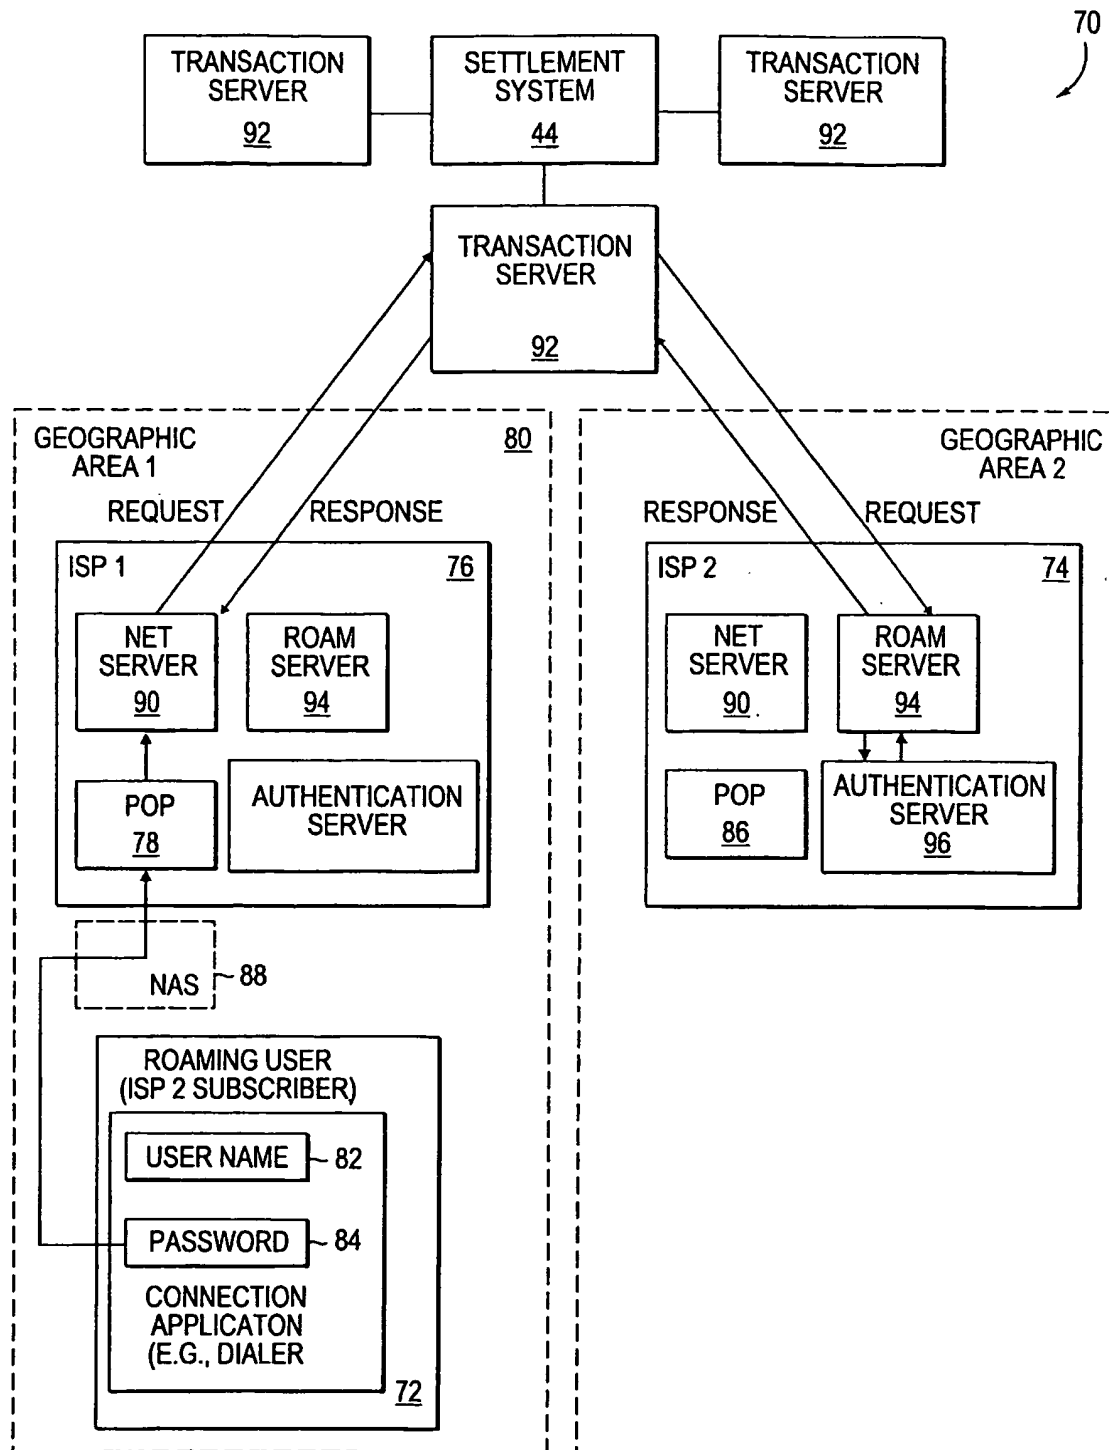 70
TRANSACTION
SERVER
92
SETTLEMENT
SYSTEM
44
TRANSACTION
SERVER
92
TRANSACTION
SERVER
92
GEOGRAPHIC
AREA 1
80
GEOGRAPHIC
AREA 2
REQUEST
RESPONSE
RESPONSE
REQUEST
ISP 1
76
NET
SERVER
90
ROAM
SERVER
94
POP
78
AUTHENTICATION
SERVER
ISP 2
74
NET
SERVER
90
ROAM
SERVER
94
POP
86
AUTHENTICATION
SERVER
96
NAS
88
ROAMING USER
(ISP 2 SUBSCRIBER)
USER NAME
82
PASSWORD
84
CONNECTION
APPLICATON
(E.G., DIALER
72